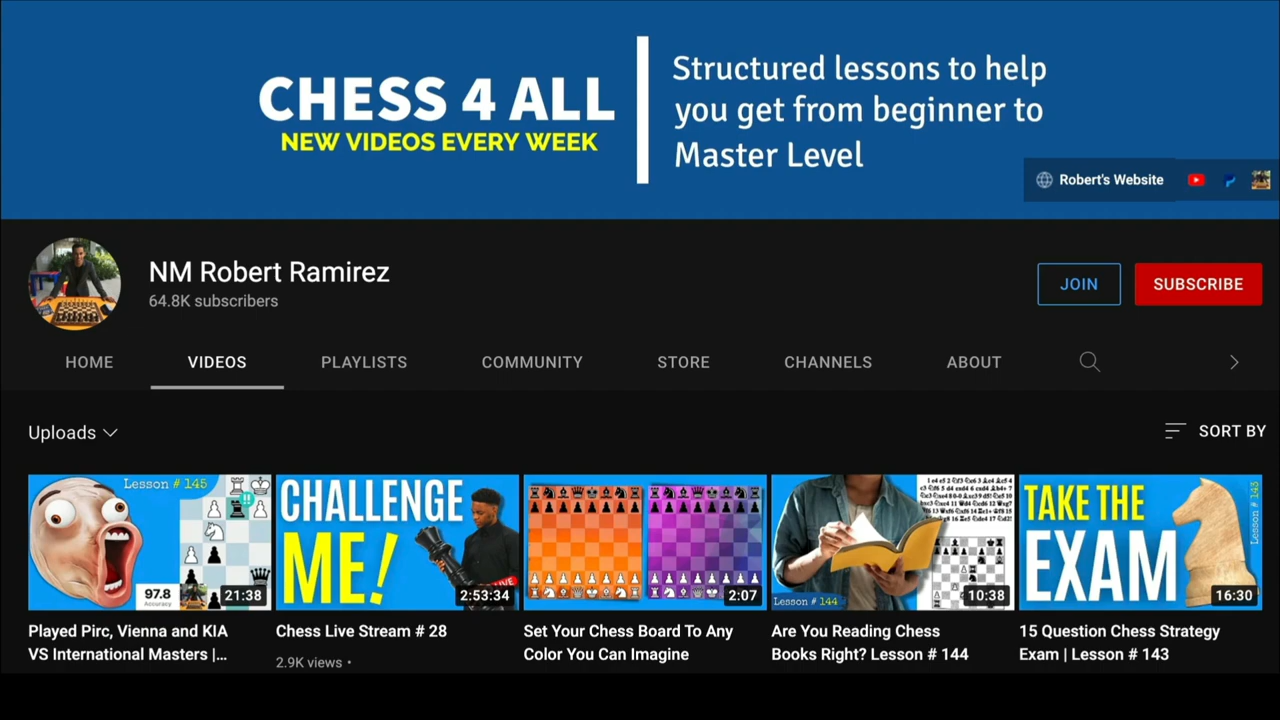 CHESS 4 ALL
NEW VIDEOS EVERY WEEK
Structured lessons to help
you get from beginner to
Master Level
Robert's Website
NM Robert Ramirez
64.8K subscribers
JOIN
SUBSCRIBE
HOME
VIDEOS
PLAYLISTS
COMMUNITY
STORE
CHANNELS
ABOUT
Uploads
SORT BY
Lesson # 145
97.8
Accuracy
21:38
CHALLENGE
ME!
LIVE
2:53:34
2:07
Lesson # 144
10:38
TAKE THE
EXAM
Lesson # 143
16:30
Played Pirc, Vienna and KIA
VS International Masters |...
Chess Live Stream # 28
2.9K views •
Set Your Chess Board To Any
Color You Can Imagine
Are You Reading Chess
Books Right? Lesson # 144
15 Question Chess Strategy
Exam | Lesson # 143